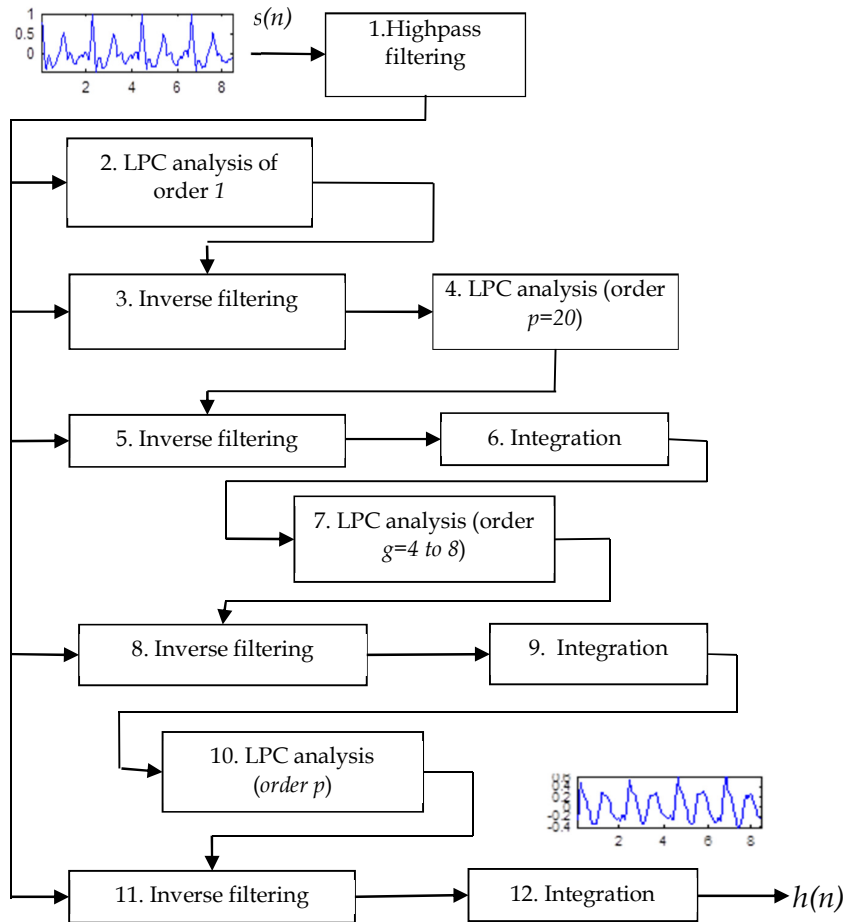 1
0.5
0
2 4 6 8
s(n)
1.Highpass
filtering
2. LPC analysis of
order 1
3. Inverse filtering
4. LPC analysis (order
p=20)
5. Inverse filtering
6. Integration
7. LPC analysis (order
g=4 to 8)
8. Inverse filtering
9. Integration
10. LPC analysis
(order p)
0.6
0.4
0.2
0
-0.2
-0.4
2 4 6 8
11. Inverse filtering
12. Integration
h(n)